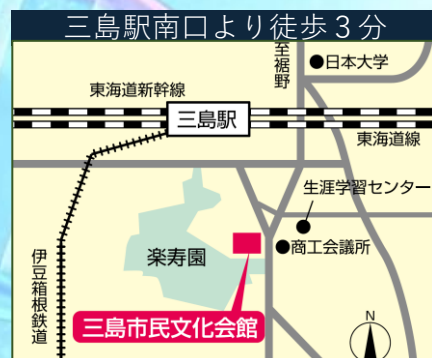 三島駅南口より徒歩３分
至裾野
日本大学
東海道新幹線
三島駅
東海道線
生涯学習センター
楽寿園
商工会議所
伊豆箱根鉄道
三島市民文化会館
N